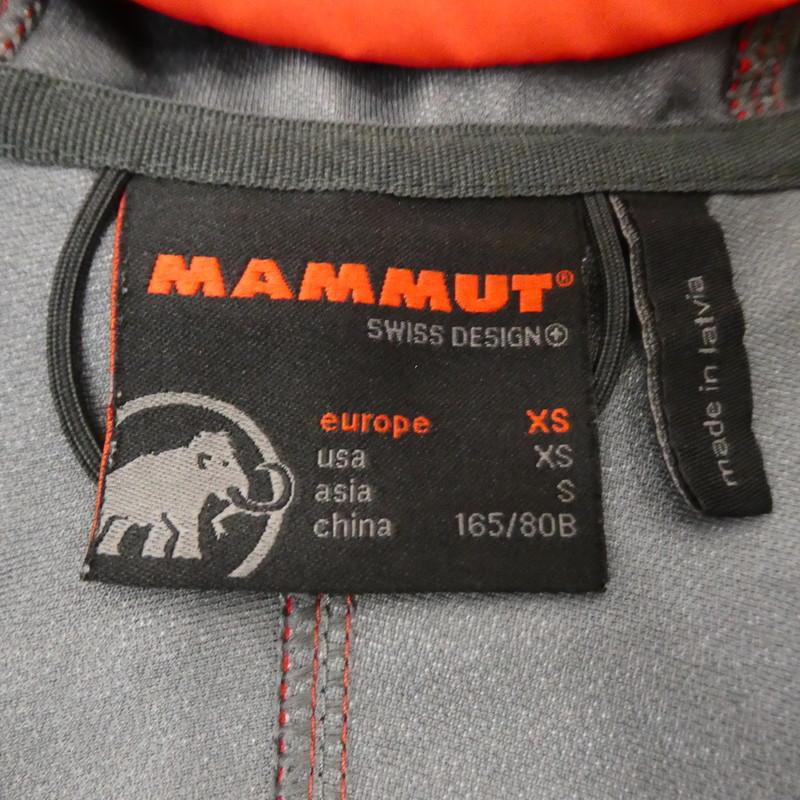 MAMMUT®
SWISS DESIGN
europe XS
usa XS
asia S
china 165/80B
made in latvia